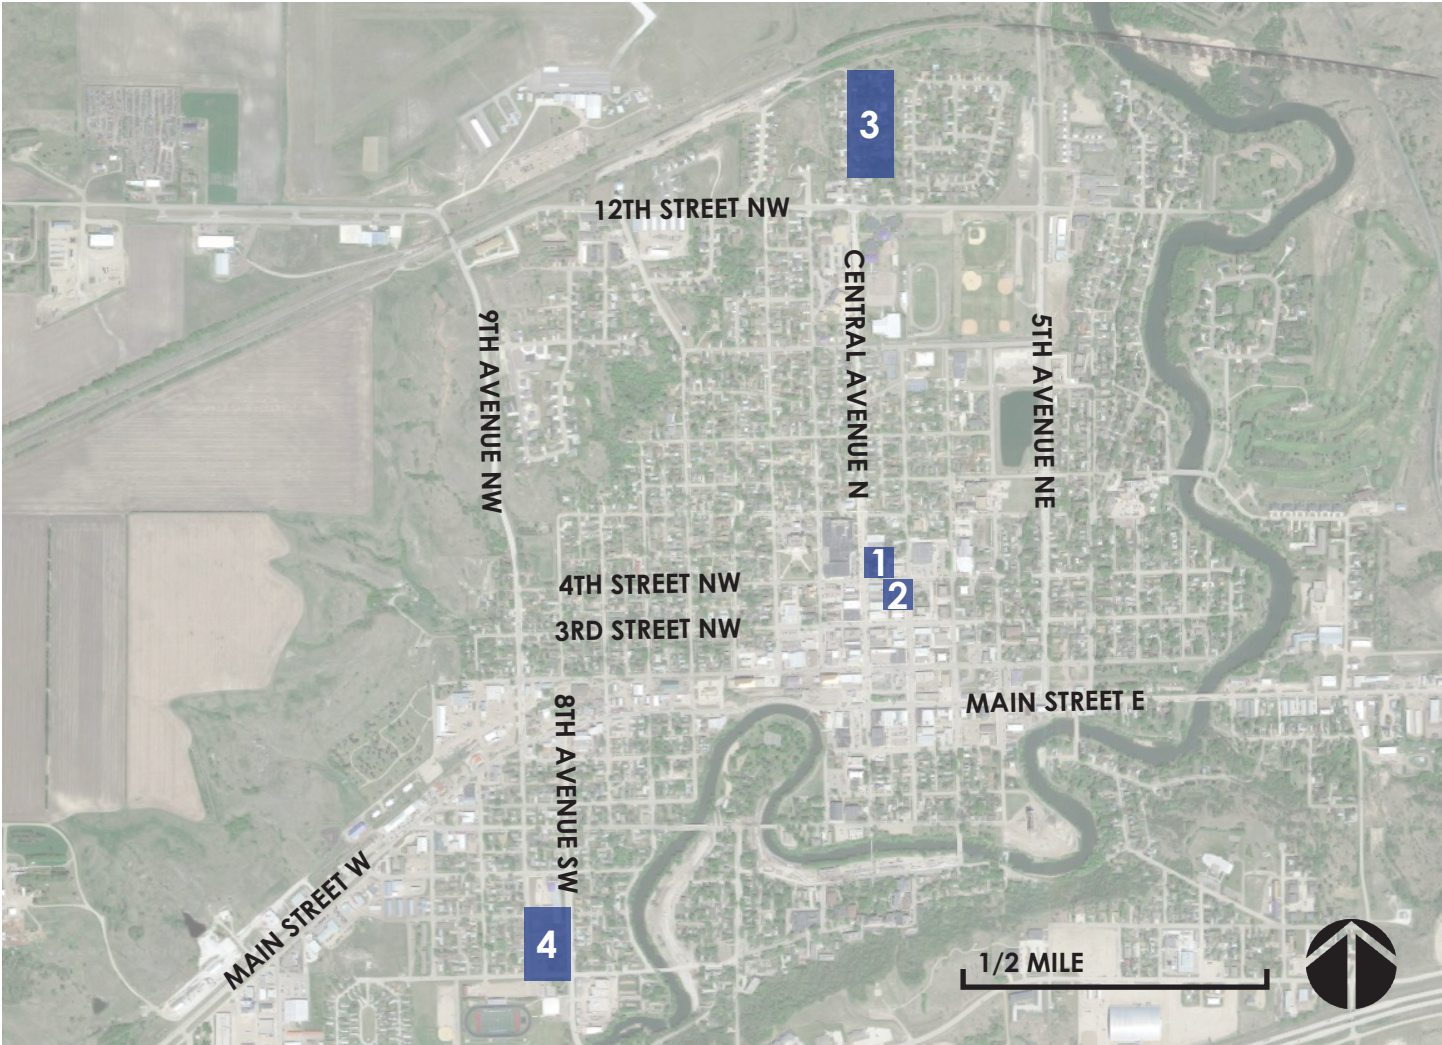 3
12TH STREET NW
CENTRAL AVENUE N
9TH AVENUE NW
5TH AVENUE NE
1
4TH STREET NW
2
3RD STREET NW
MAIN STREET E
8TH AVENUE SW
MAIN STREET W
4
1/2 MILE